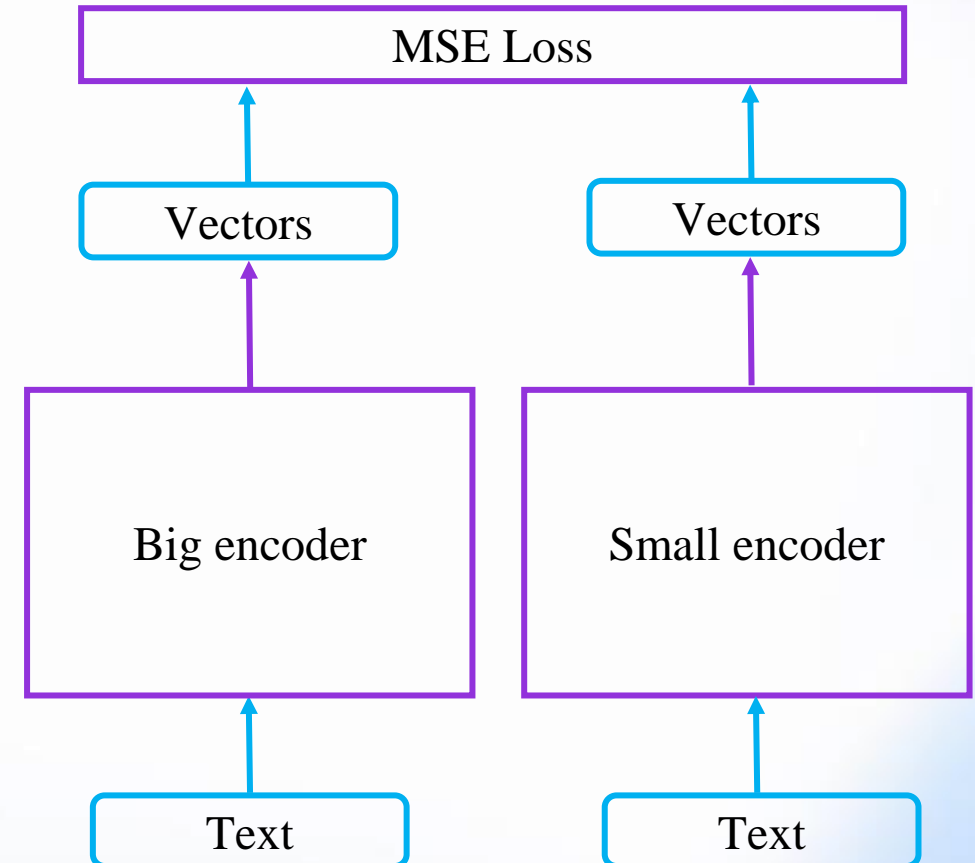 MSE Loss
Vectors
Vectors
Big encoder
Small encoder
Text
Text